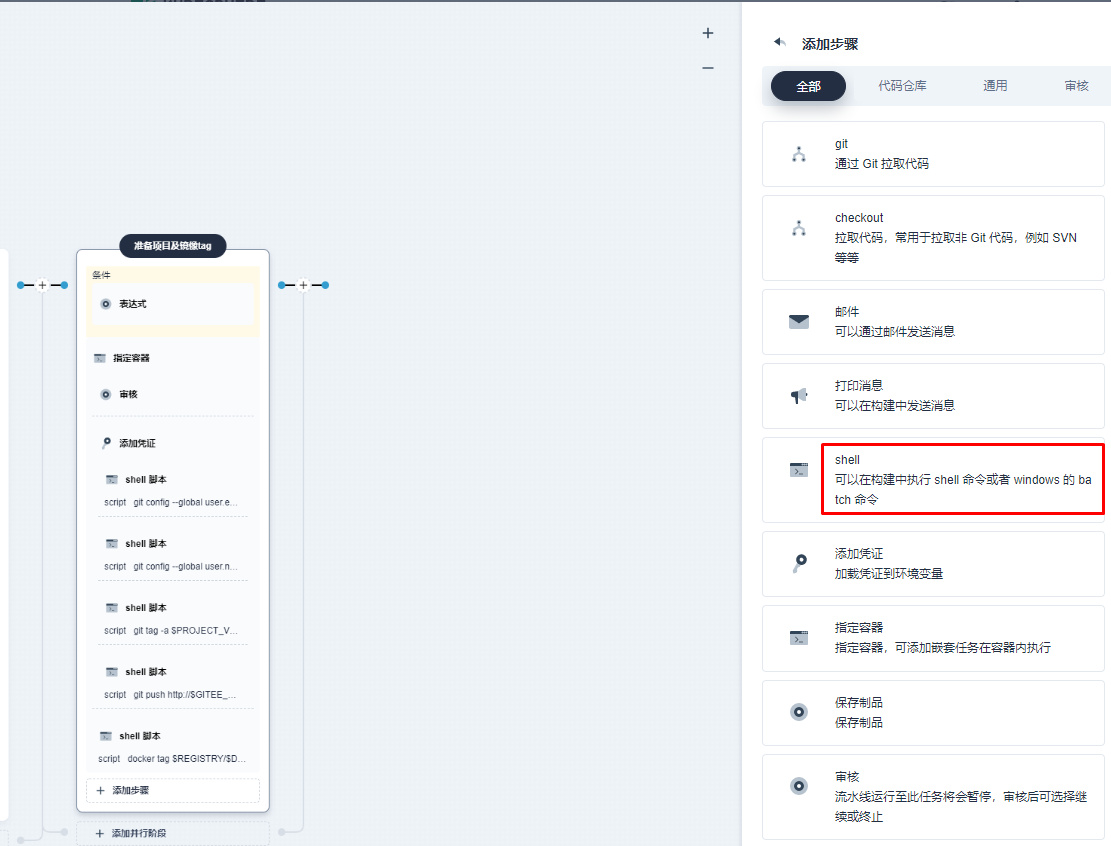 添加步骤
全部
代码仓库
通用
审核
git
通过 Git 拉取代码
checkout
拉取代码，常用于拉取非 Git 代码，例如 SVN
等等
邮件
可以通过邮件发送消息
打印消息
可以在构建中发送消息
shell
可以在构建中执行 shell 命令或者 windows 的 ba
tch 命令
添加凭证
加载凭证到环境变量
指定容器
指定容器，可添加嵌套任务在容器内执行
保存制品
保存制品
审核
流水线运行至此任务将会暂停，审核后可选择继
续或终止
准备项目及镜像tag
条件
表达式
指定容器
审核
添加凭证
shell 脚本
script git config --global user.e...
shell 脚本
script git config --global user.n...
shell 脚本
script git tag -a $PROJECT_V...
shell 脚本
script git push http://$GITEE_...
shell 脚本
script docker tag $REGISTRY/$D...
添加步骤
添加并行阶段